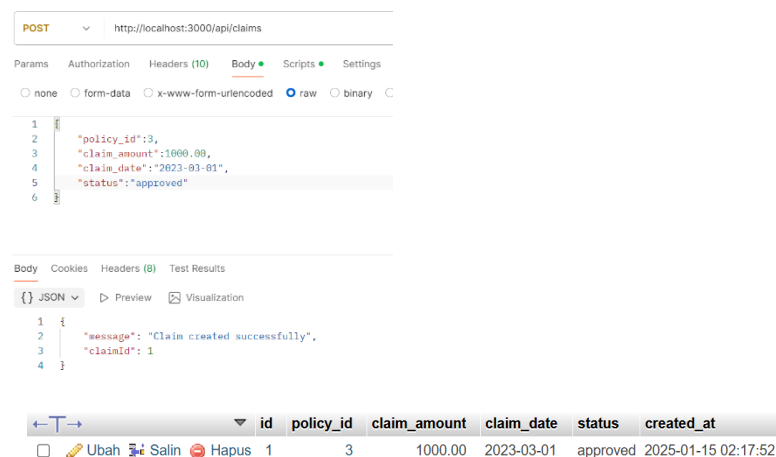 POST http://localhost:3000/api/claims
Params Authorization Headers (10) Body Scripts Settings
none form-data x-www-form-urlencoded raw binary
1 {
2 "policy_id":3,
3 "claim_amount":1000.00,
4 "claim_date":"2023-03-01",
5 "status":"approved"
6 }
Body Cookies Headers (8) Test Results
{} JSON Preview Visualization
1 {
2 "message": "Claim created successfully",
3 "claimId": 1
4 }
←T→ id policy_id claim_amount claim_date status created_at
Ubah Salin Hapus 1 3 1000.00 2023-03-01 approved 2025-01-15 02:17:52